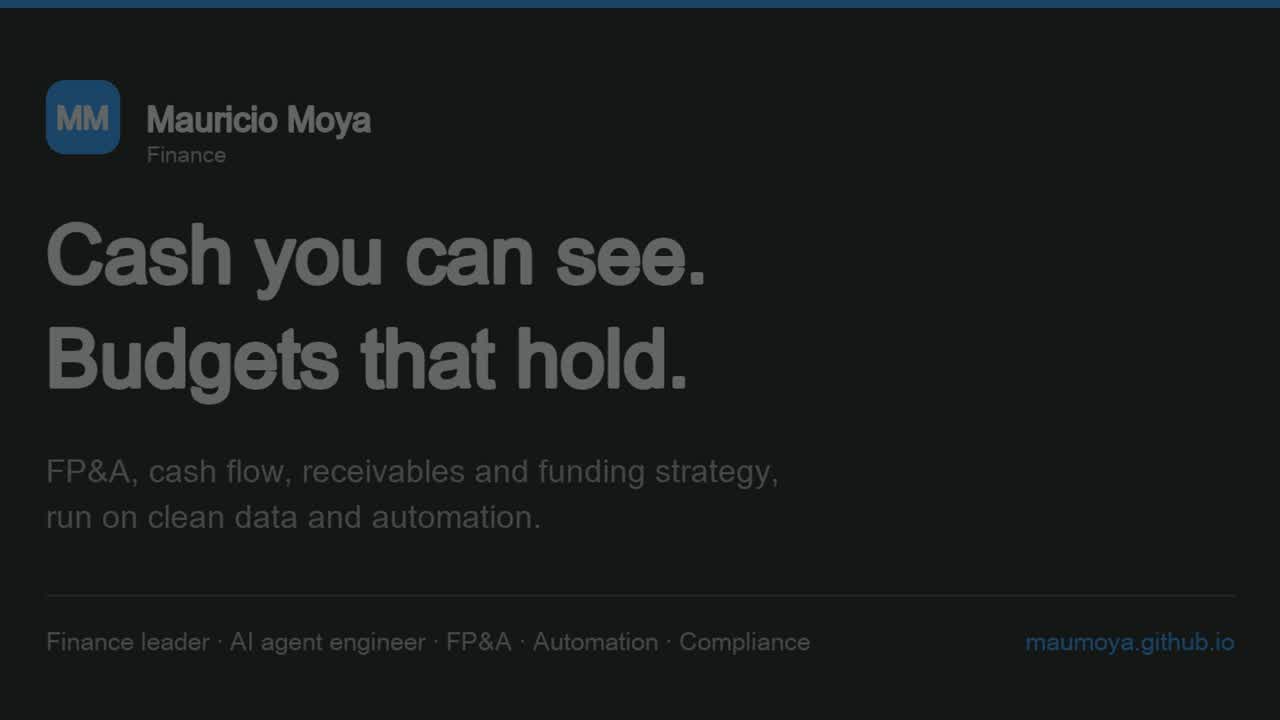 MM
Mauricio Moya
Finance
Cash you can see.
Budgets that hold.
FP&A, cash flow, receivables and funding strategy,
run on clean data and automation.
Finance leader · AI agent engineer · FP&A · Automation · Compliance
maumoya.github.io